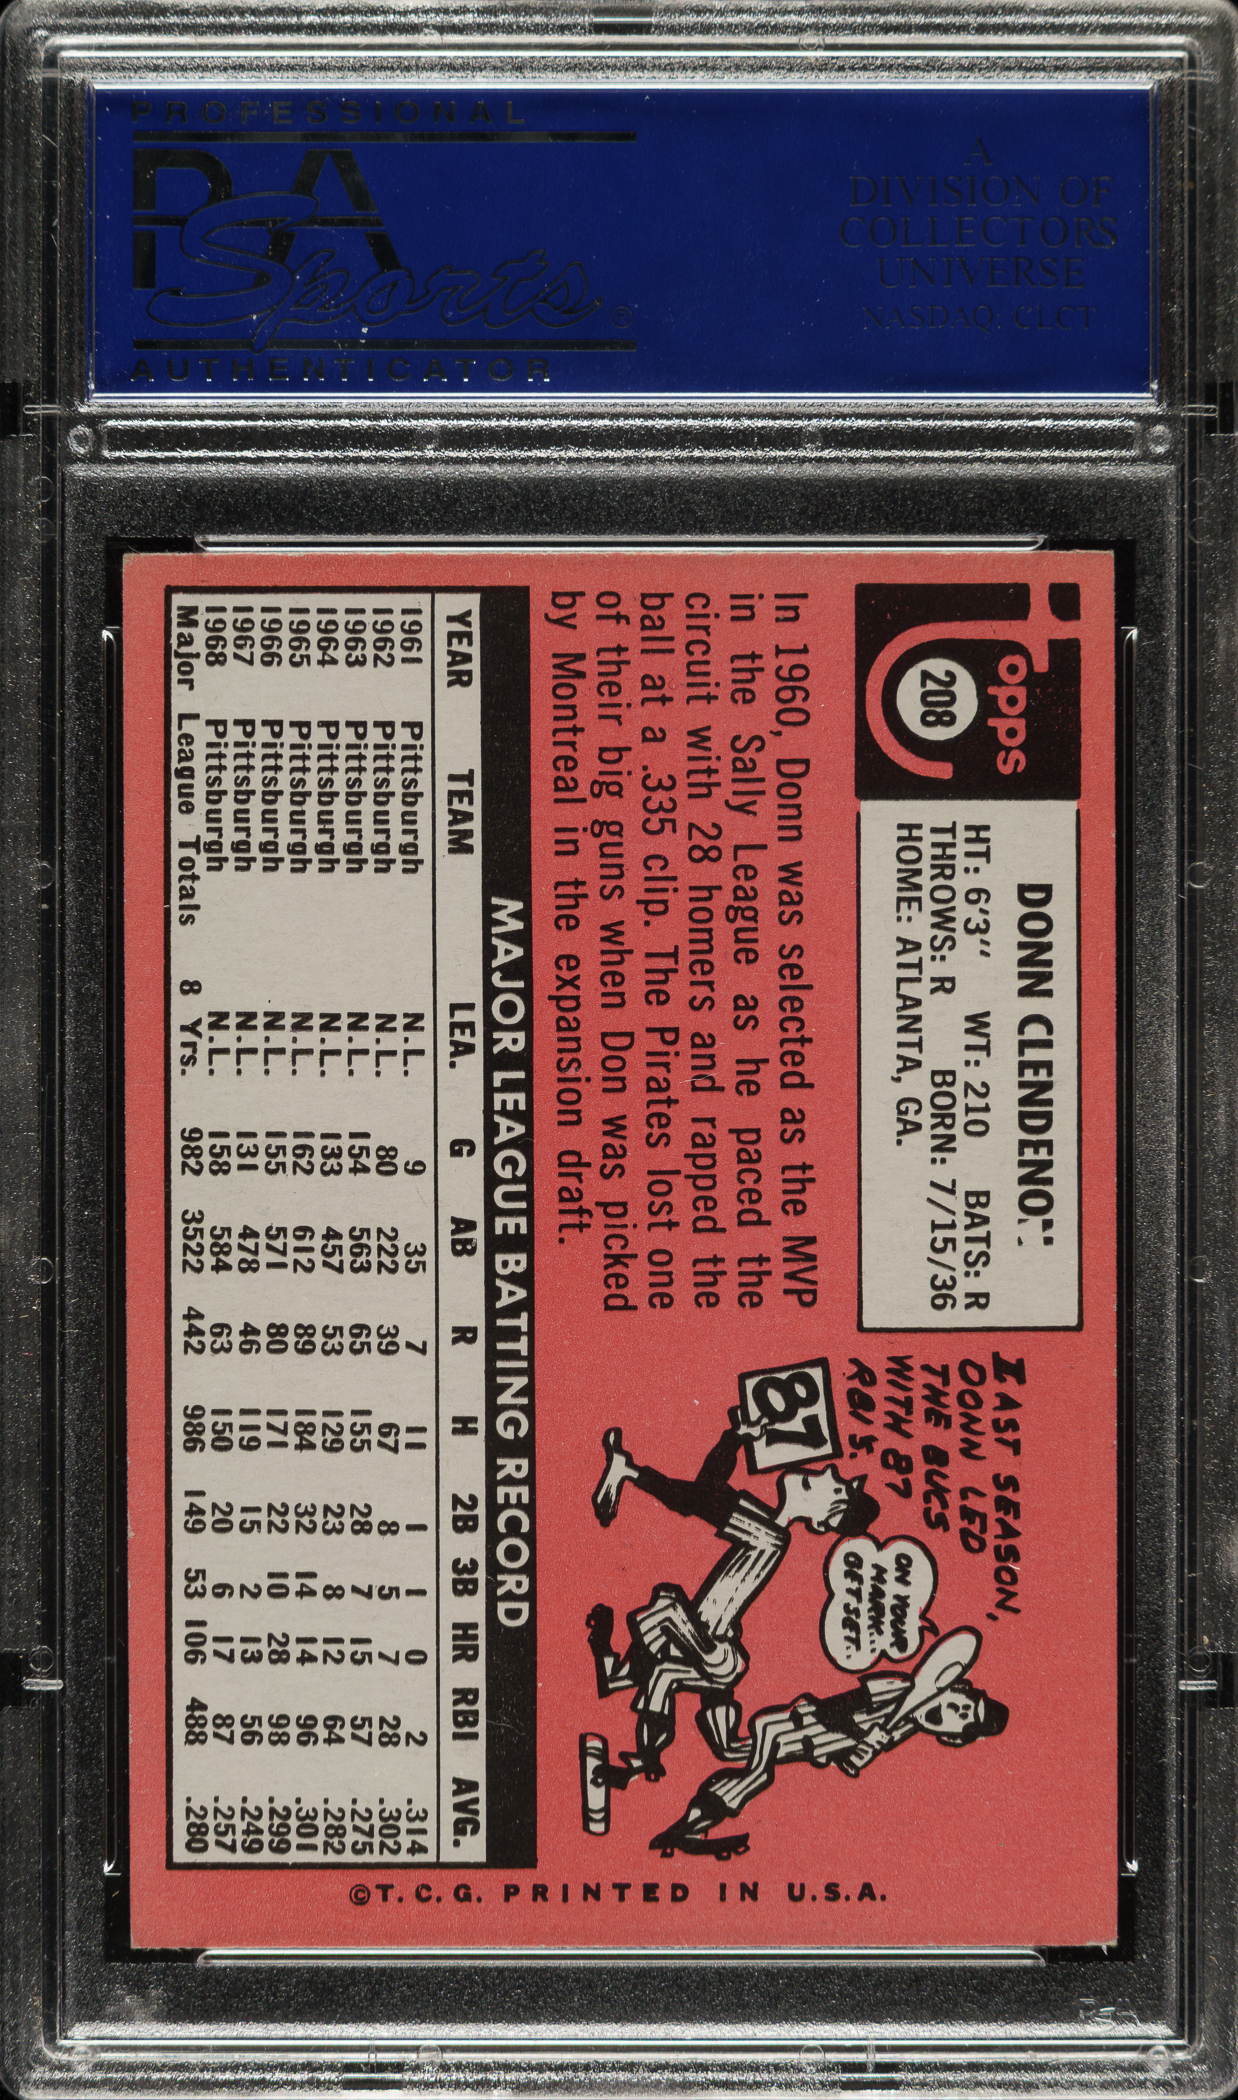 PROFESSIONAL
PSA
Sports®
AUTHENTICATOR
A
DIVISION OF
COLLECTORS
UNIVERSE
NASDAQ: CLCT
Topps
208
DONN CLENDENON
HT: 6'3" WT: 210 BATS: R
THROWS: R BORN: 7/15/36
HOME: ATLANTA, GA.
In 1960, Donn was selected as the MVP
in the Sally League as he paced the
circuit with 28 homers and rapped the
ball at a .335 clip. The Pirates lost one
of their big guns when Don was picked
by Montreal in the expansion draft.
LAST SEASON,
DONN LED
THE BUCS
WITH 87
RBI'S.
87
ON YOUR
MARK...
GET SET..
MAJOR LEAGUE BATTING RECORD
YEAR TEAM LEA. G AB R H 2B 3B HR RBI AVG.
1961 Pittsburgh N.L. 9 35 7 11 1 1 0 2 .314
1962 Pittsburgh N.L. 80 222 39 67 8 5 7 28 .302
1963 Pittsburgh N.L. 154 563 65 155 28 7 15 57 .275
1964 Pittsburgh N.L. 133 457 53 129 23 8 12 64 .282
1965 Pittsburgh N.L. 162 612 89 184 32 14 14 96 .301
1966 Pittsburgh N.L. 155 571 80 171 22 10 28 98 .299
1967 Pittsburgh N.L. 131 478 46 119 15 2 13 56 .249
1968 Pittsburgh N.L. 158 584 63 150 20 6 17 87 .257
Major League Totals 8 Yrs. 982 3522 442 986 149 53 106 488 .280
©T.C.G. PRINTED IN U.S.A.